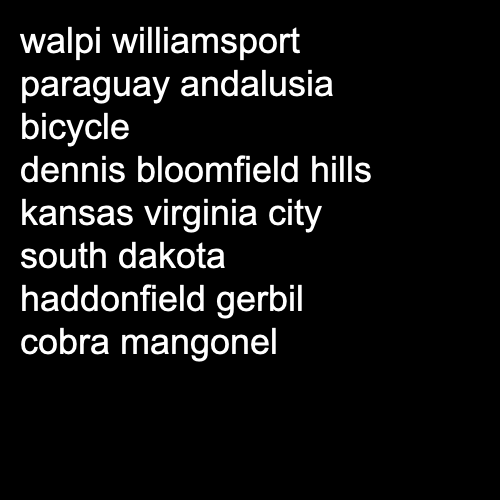 walpi williamsport
paraguay andalusia
bicycle
dennis bloomfield hills
kansas virginia city
south dakota
haddonfield gerbil
cobra mangonel